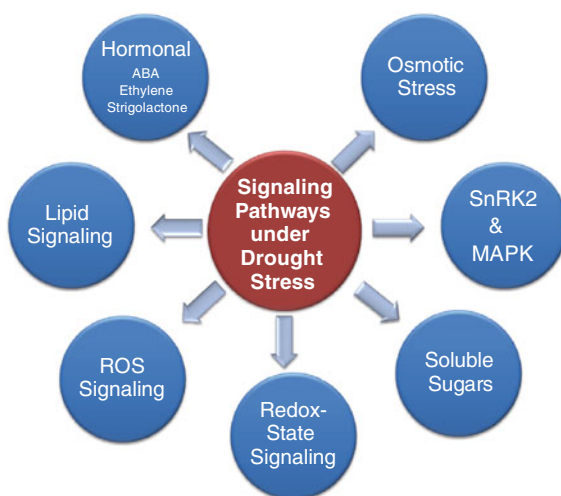 Hormonal
ABA
Ethylene
Strigolactone
Osmotic
Stress
Signaling
Pathways
under
Drought
Stress
Lipid
Signaling
SnRK2
&
MAPK
ROS
Signaling
Soluble
Sugars
Redox-
State
Signaling